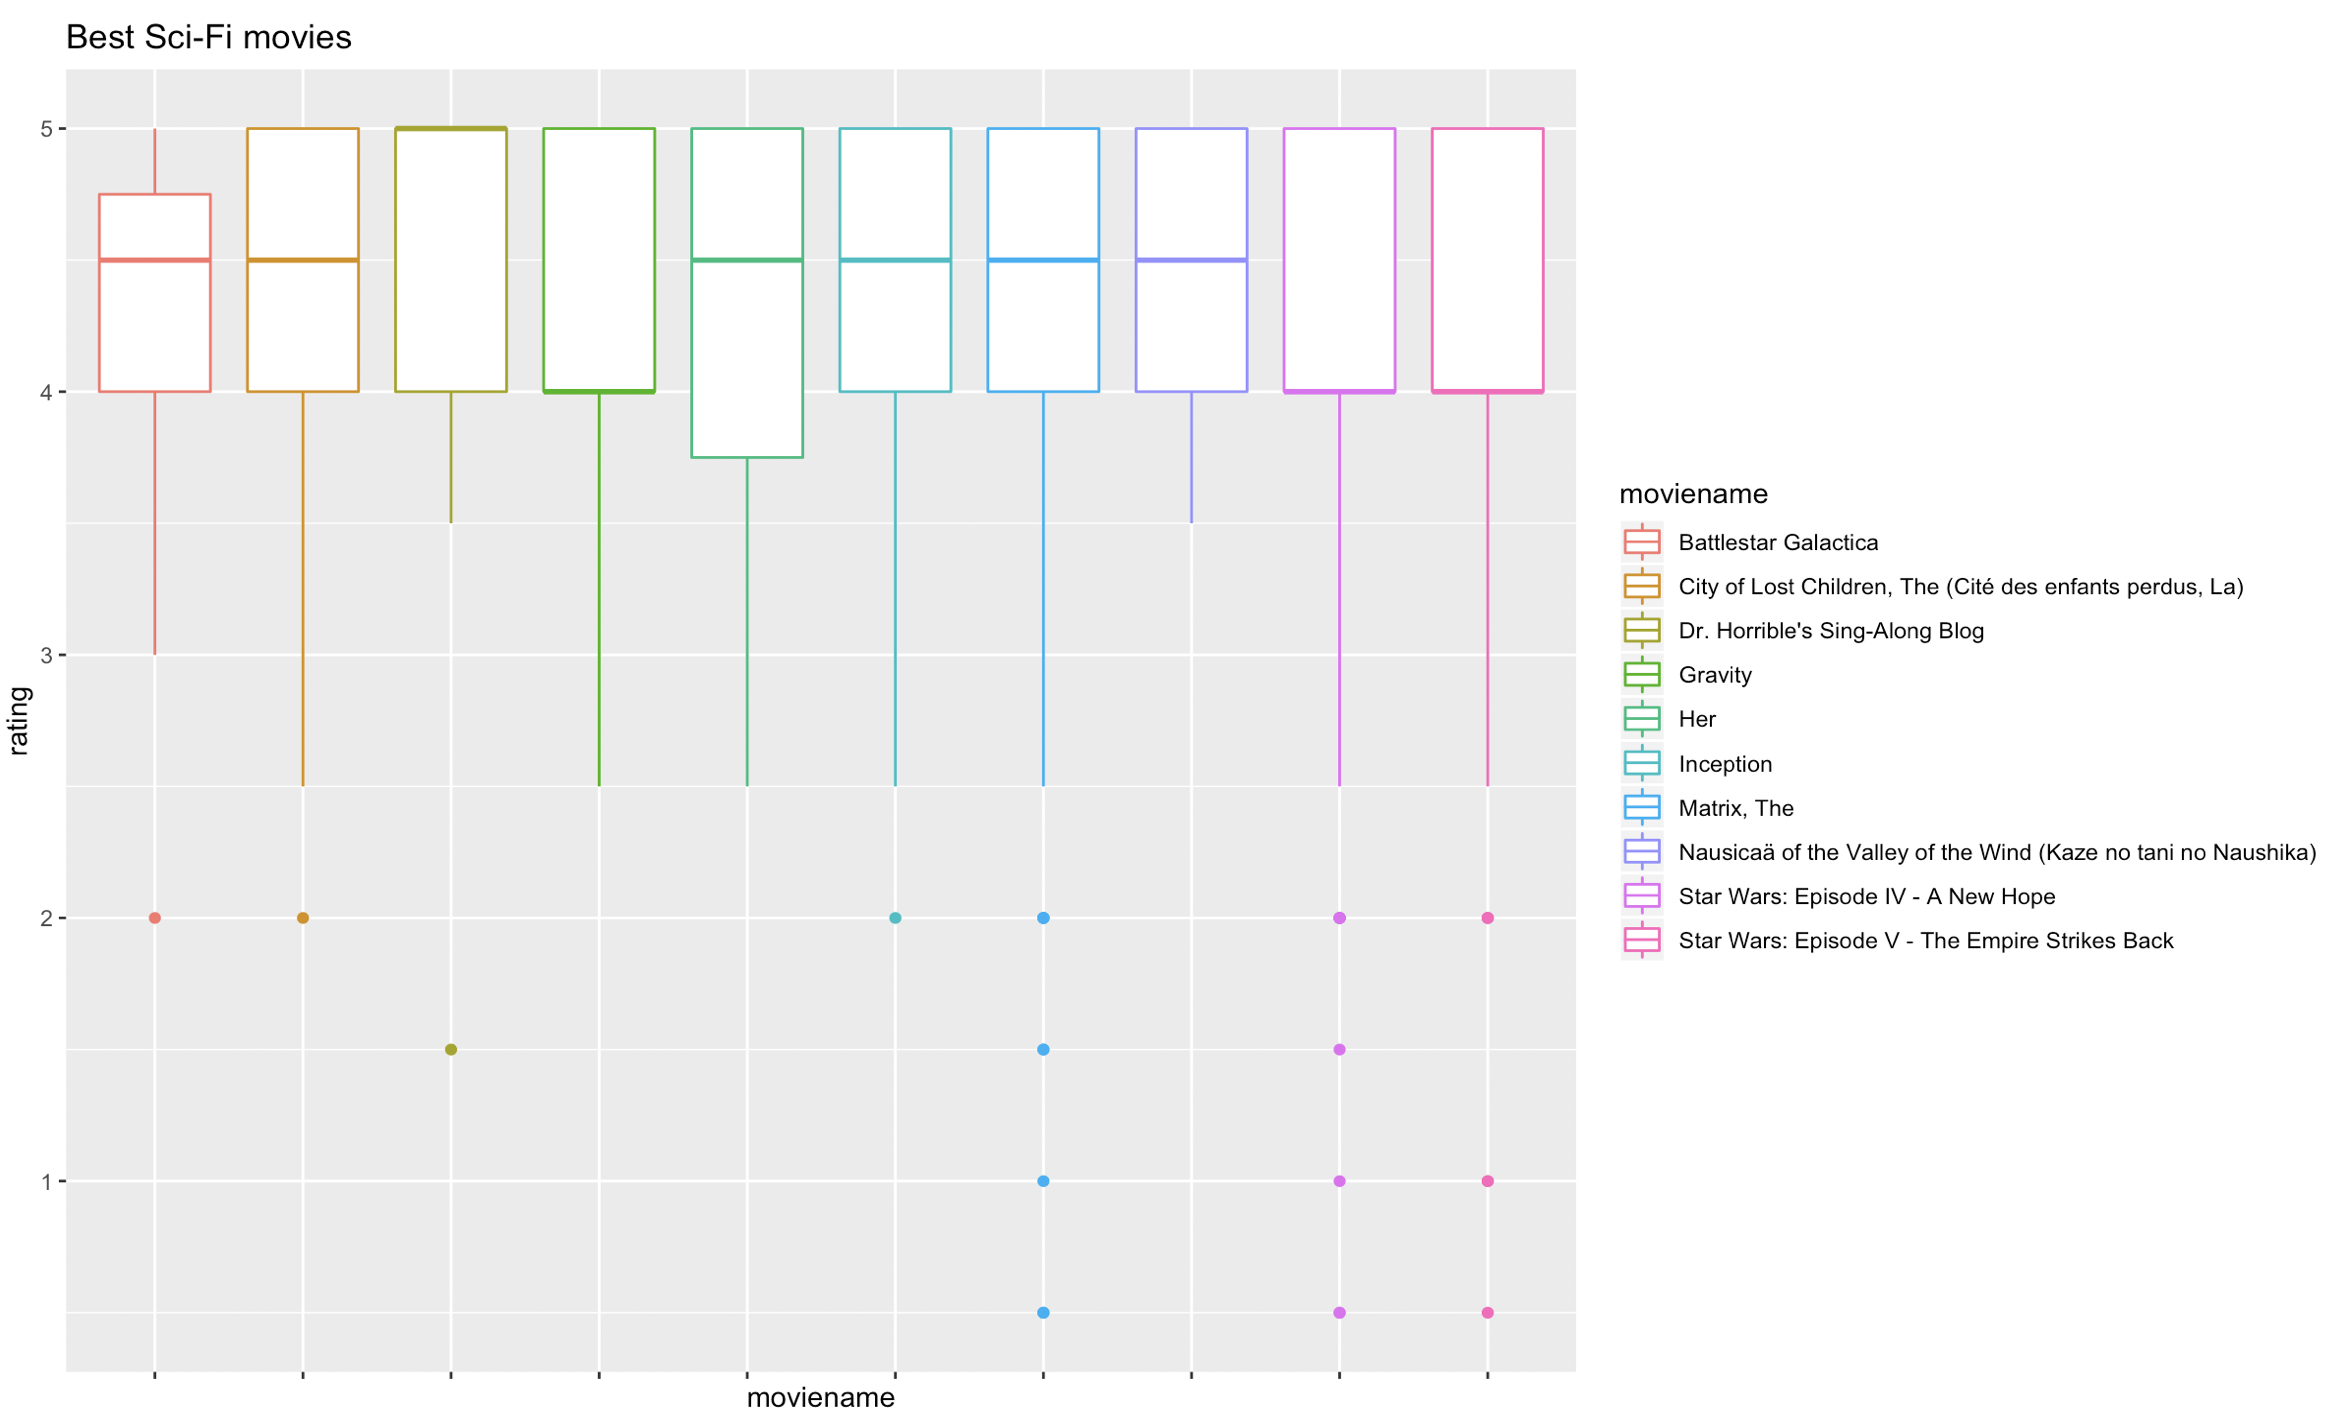 Best Sci-Fi movies
5
4
3
2
1
rating
moviename
moviename
Battlestar Galactica
City of Lost Children, The (Cité des enfants perdus, La)
Dr. Horrible's Sing-Along Blog
Gravity
Her
Inception
Matrix, The
Nausicaä of the Valley of the Wind (Kaze no tani no Naushika)
Star Wars: Episode IV - A New Hope
Star Wars: Episode V - The Empire Strikes Back